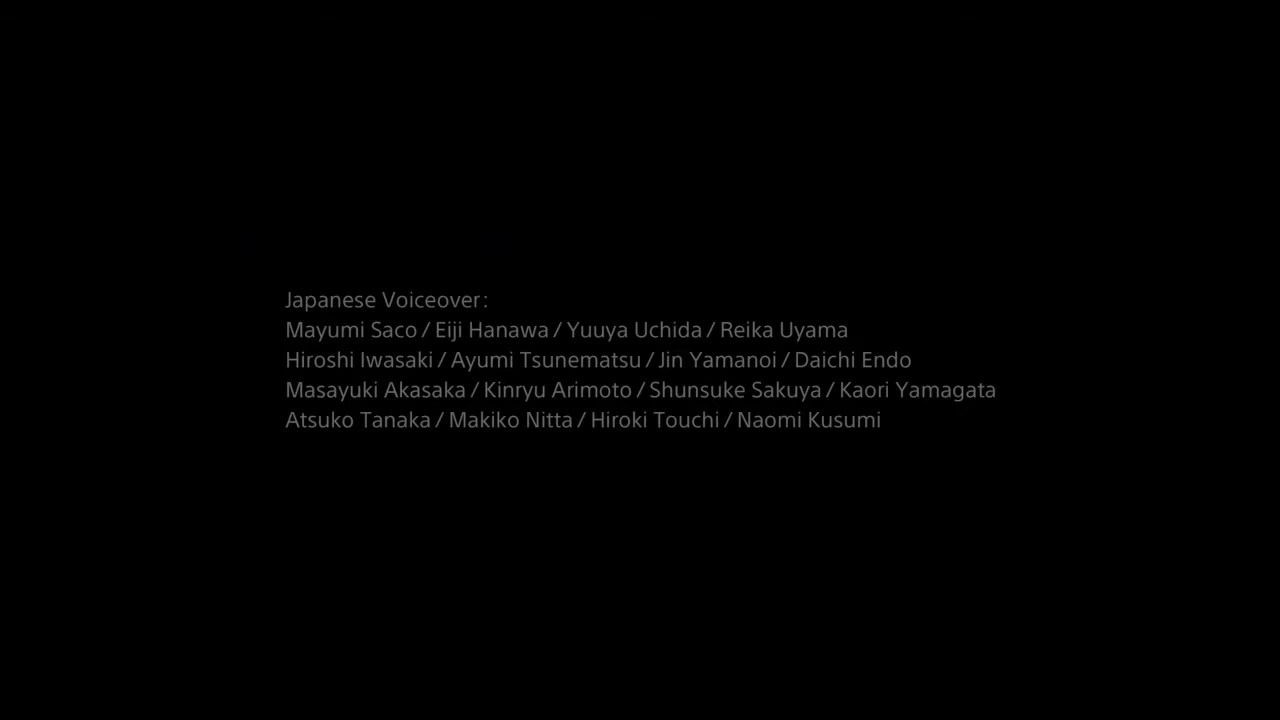 Japanese Voiceover:
Mayumi Saco / Eiji Hanawa / Yuuya Uchida / Reika Uyama
Hiroshi Iwasaki / Ayumi Tsunematsu / Jin Yamanoi / Daichi Endo
Masayuki Akasaka / Kinryu Arimoto / Shunsuke Sakuya / Kaori Yamagata
Atsuko Tanaka / Makiko Nitta / Hiroki Touchi / Naomi Kusumi